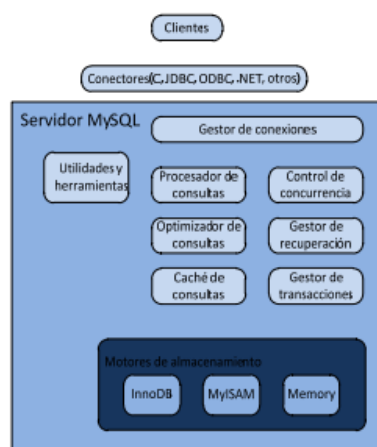 Clientes
Conectores(C,JDBC, ODBC, .NET, otros)
Servidor MySQL
Gestor de conexiones
Utilidades y
herramientas
Procesador de
consultas
Control de
concurrencia
Optimizador de
consultas
Gestor de
recuperación
Caché de
consultas
Gestor de
transacciones
Motores de almacenamiento
InnoDB
MyISAM
Memory